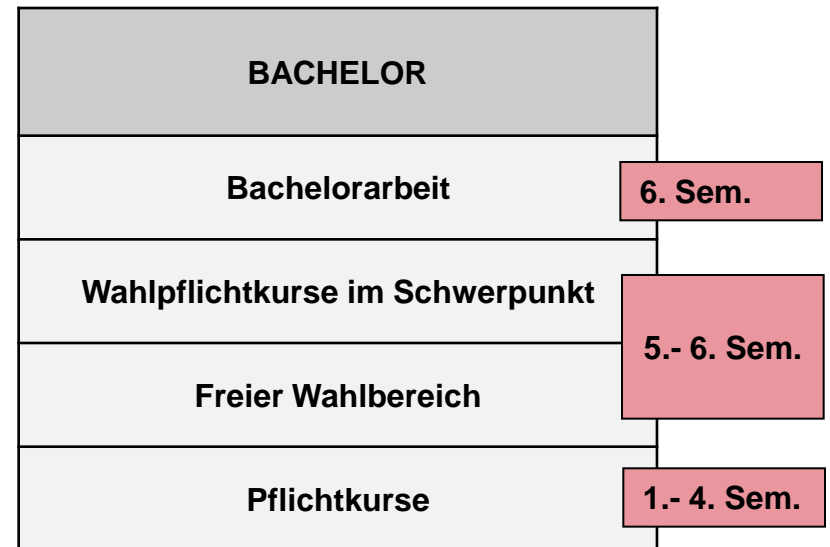 BACHELOR
Bachelorarbeit
6. Sem.
Wahlpflichtkurse im Schwerpunkt
5.- 6. Sem.
Freier Wahlbereich
Pflichtkurse
1.- 4. Sem.